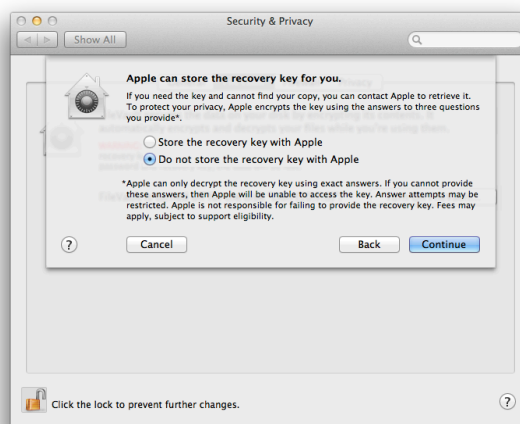 Security & Privacy
Show All
Apple can store the recovery key for you.
If you need the key and cannot find your copy, you can contact Apple to retrieve it.
To protect your privacy, Apple encrypts the key using the answers to three questions
you provide*.
Store the recovery key with Apple
Do not store the recovery key with Apple
*Apple can only decrypt the recovery key using exact answers. If you cannot provide
these answers, then Apple will be unable to access the key. Answer attempts may be
restricted. Apple is not responsible for failing to provide the recovery key. Fees may
apply, subject to support eligibility.
? Cancel Back Continue
Click the lock to prevent further changes. ?